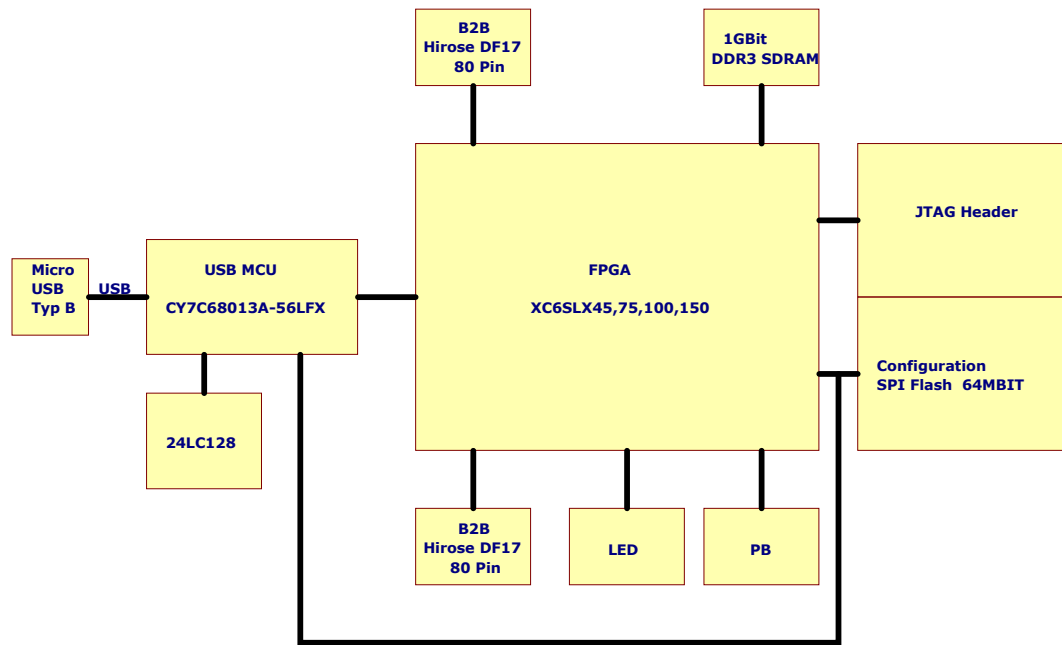 B2B
Hirose DF17
80 Pin
1GBit
DDR3 SDRAM
JTAG Header
Micro
USB
Typ B
USB
USB MCU
CY7C68013A-56LFX
FPGA
XC6SLX45,75,100,150
Configuration
SPI Flash 64MBIT
24LC128
B2B
Hirose DF17
80 Pin
LED
PB